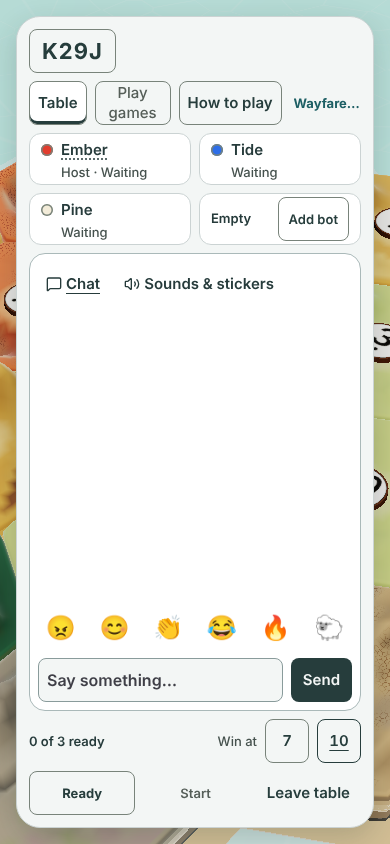 K29J
Table
Play
games
How to play
Wayfare...
Ember
Host · Waiting
Tide
Waiting
Pine
Waiting
Empty
Add bot
Chat
Sounds & stickers
Say something...
Send
0 of 3 ready
Win at
7
10
Ready
Start
Leave table